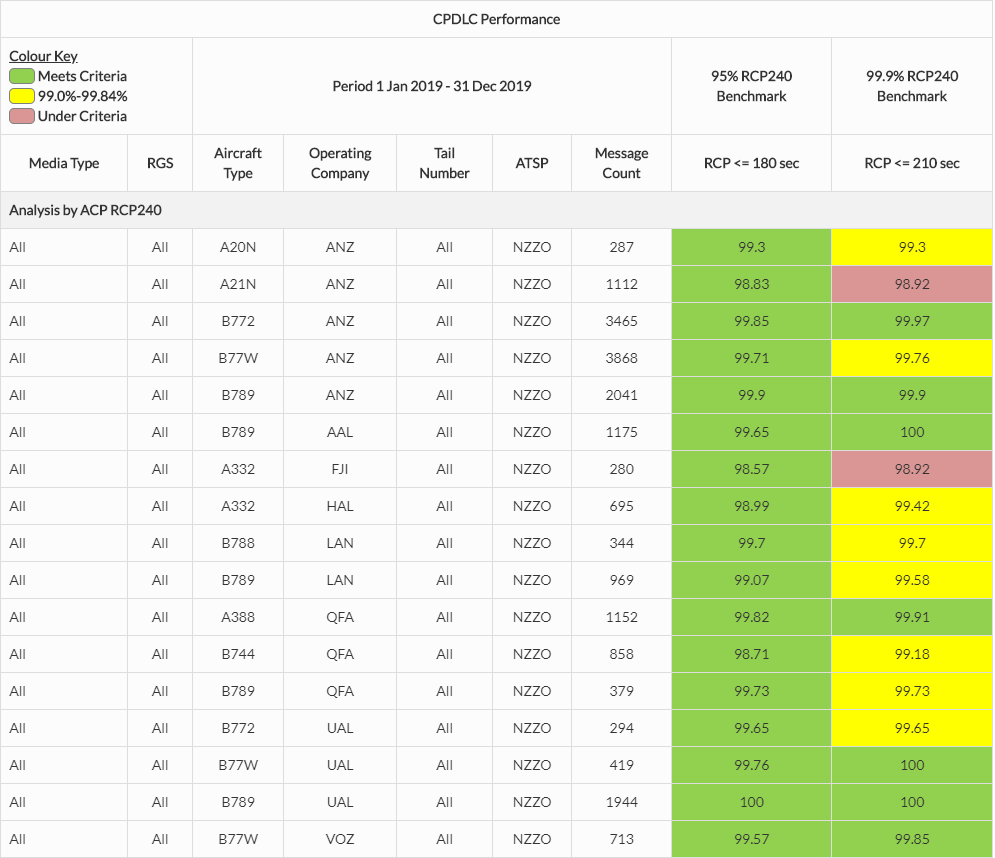 CPDLC Performance
Colour Key
Meets Criteria
99.0%-99.84%
Under Criteria
Period 1 Jan 2019 - 31 Dec 2019
95% RCP240
Benchmark
99.9% RCP240
Benchmark
Media Type RGS Aircraft Type Operating Company Tail Number ATSP Message Count RCP <= 180 sec RCP <= 210 sec
Analysis by ACP RCP240
All All A20N ANZ All NZZO 287 99.3 99.3
All All A21N ANZ All NZZO 1112 98.83 98.92
All All B772 ANZ All NZZO 3465 99.85 99.97
All All B77W ANZ All NZZO 3868 99.71 99.76
All All B789 ANZ All NZZO 2041 99.9 99.9
All All B789 AAL All NZZO 1175 99.65 100
All All A332 FJI All NZZO 280 98.57 98.92
All All A332 HAL All NZZO 695 98.99 99.42
All All B788 LAN All NZZO 344 99.7 99.7
All All B789 LAN All NZZO 969 99.07 99.58
All All A388 QFA All NZZO 1152 99.82 99.91
All All B744 QFA All NZZO 858 98.71 99.18
All All B789 QFA All NZZO 379 99.73 99.73
All All B772 UAL All NZZO 294 99.65 99.65
All All B77W UAL All NZZO 419 99.76 100
All All B789 UAL All NZZO 1944 100 100
All All B77W VOZ All NZZO 713 99.57 99.85